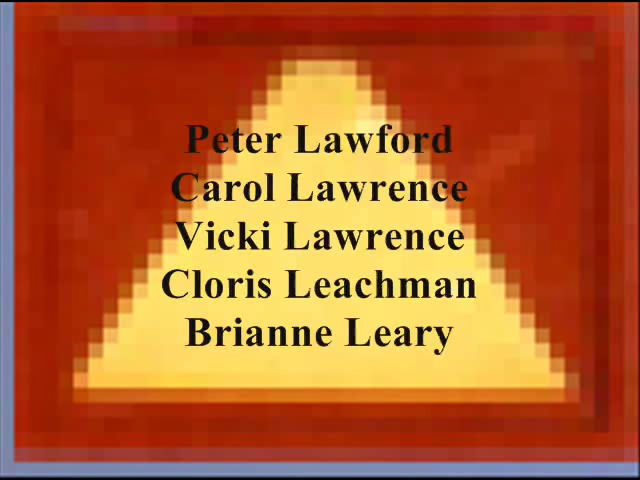 Peter Lawford
Carol Lawrence
Vicki Lawrence
Cloris Leachman
Brianne Leary